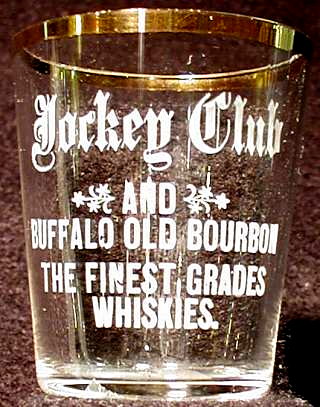 Jockey Club
AND
BUFFALO OLD BOURBON
THE FINEST GRADES
WHISKIES.